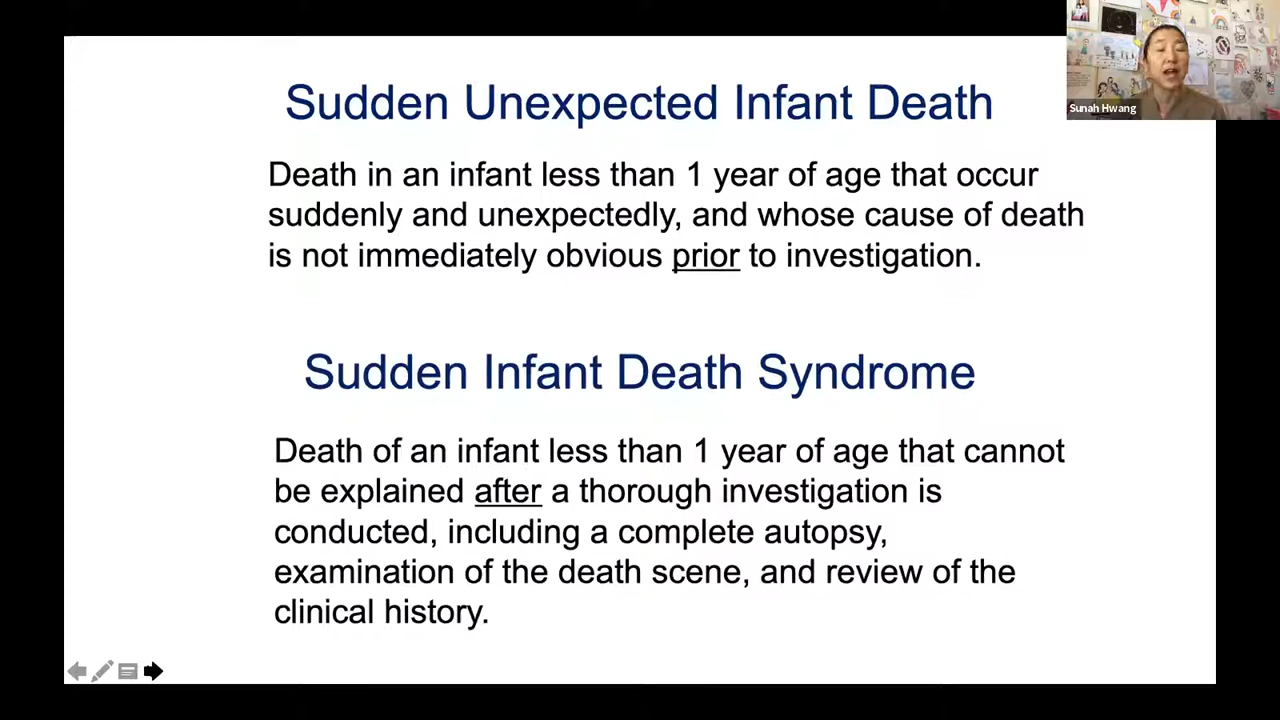 Sudden Unexpected Infant Death
Sunah Hwang
Death in an infant less than 1 year of age that occur
suddenly and unexpectedly, and whose cause of death
is not immediately obvious prior to investigation.
Sudden Infant Death Syndrome
Death of an infant less than 1 year of age that cannot
be explained after a thorough investigation is
conducted, including a complete autopsy,
examination of the death scene, and review of the
clinical history.